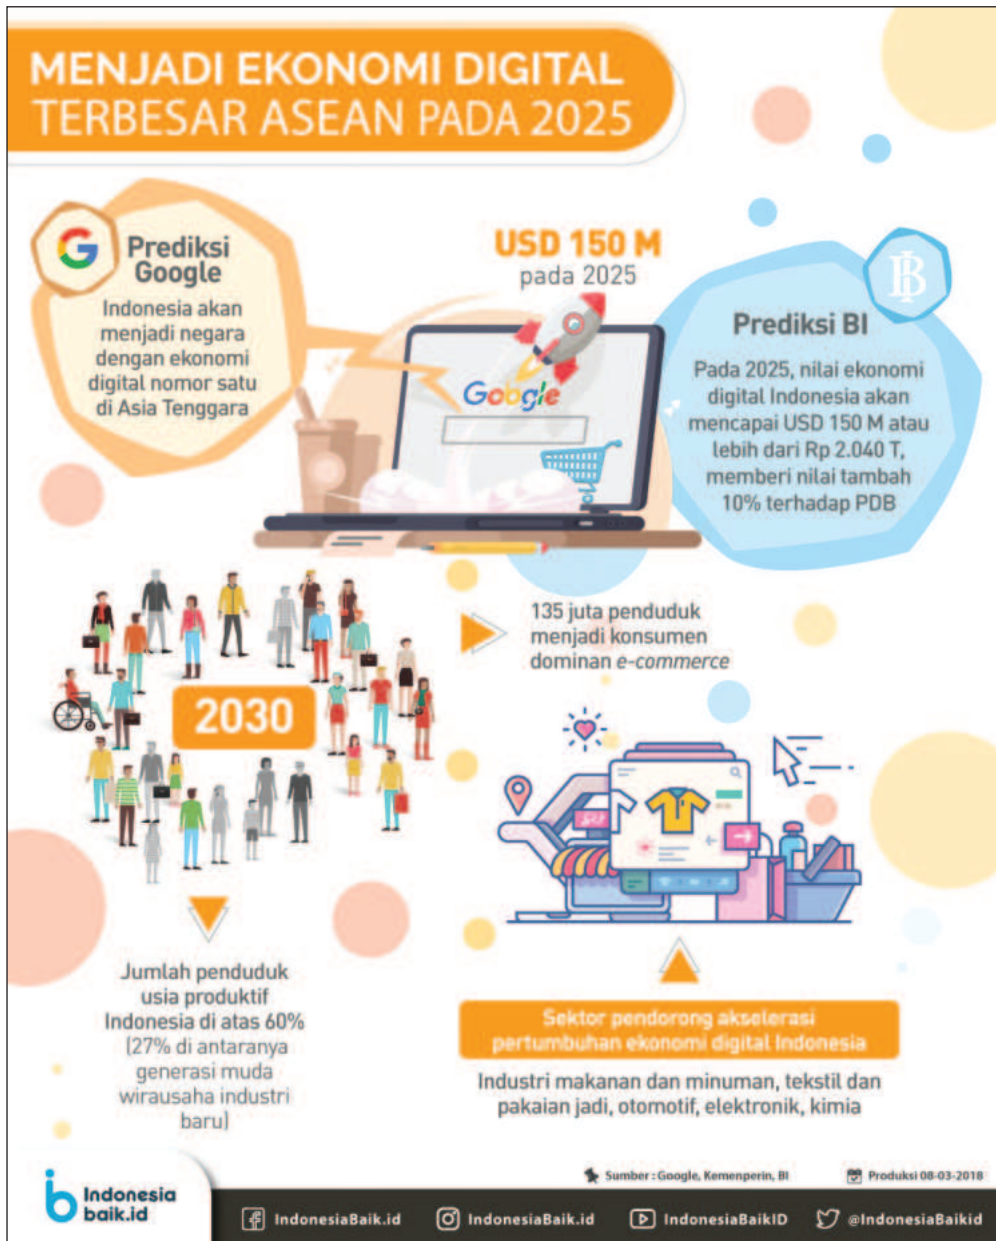 MENJADI EKONOMI DIGITAL
TERBESAR ASEAN PADA 2025
Prediksi
Google
Indonesia akan
menjadi negara
dengan ekonomi
digital nomor satu
di Asia Tenggara
USD 150 M
pada 2025
Gobgle
Prediksi BI
Pada 2025, nilai ekonomi
digital Indonesia akan
mencapai USD 150 M atau
lebih dari Rp 2.040 T,
memberi nilai tambah
10% terhadap PDB
135 juta penduduk
menjadi konsumen
dominan e-commerce
2030
Jumlah penduduk
usia produktif
Indonesia di atas 60%
(27% di antaranya
generasi muda
wirausaha industri
baru)
Sektor pendorong akselerasi
pertumbuhan ekonomi digital Indonesia
Industri makanan dan minuman, tekstil dan
pakaian jadi, otomotif, elektronik, kimia
Sumber : Google, Kemenperin, BI
Produksi 08-03-2018
Indonesia
baik.id
IndonesiaBaik.id
IndonesiaBaik.id
IndonesiaBaikID
@IndonesiaBaikid